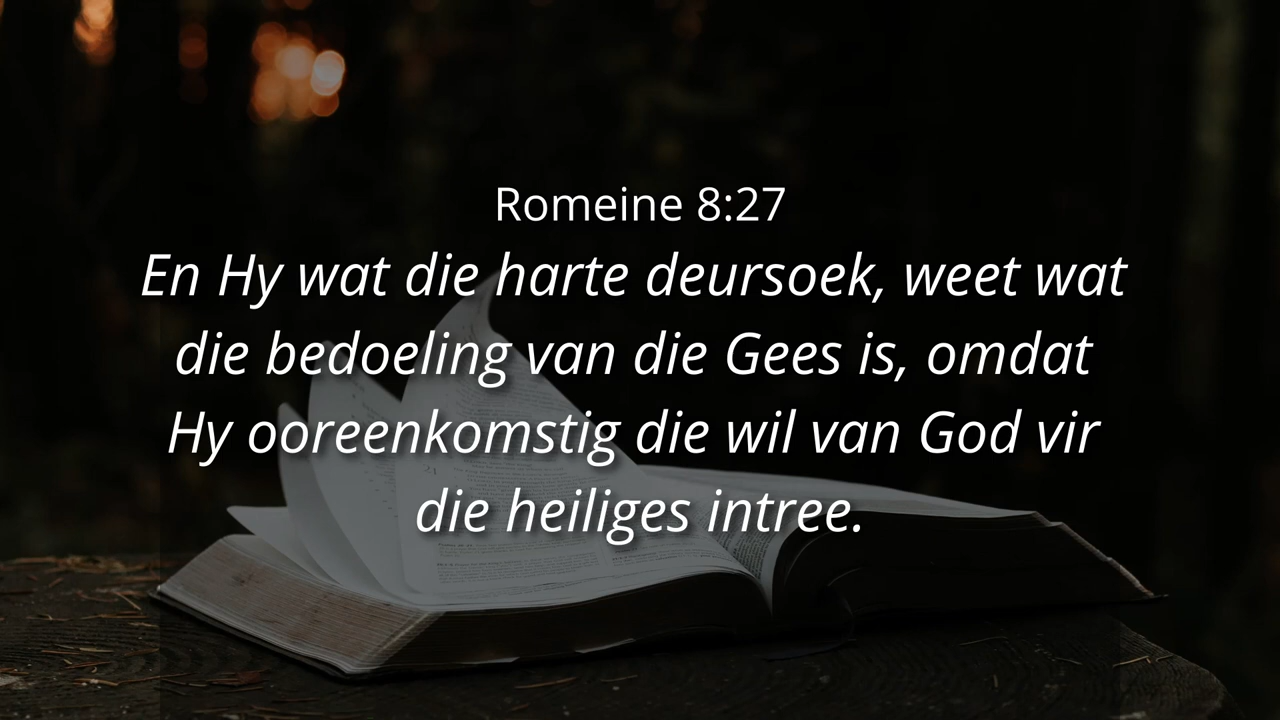 Romeine 8:27
En Hy wat die harte deursoek, weet wat
die bedoeling van die Gees is, omdat
Hy ooreenkomstig die wil van God vir
die heiliges intree.